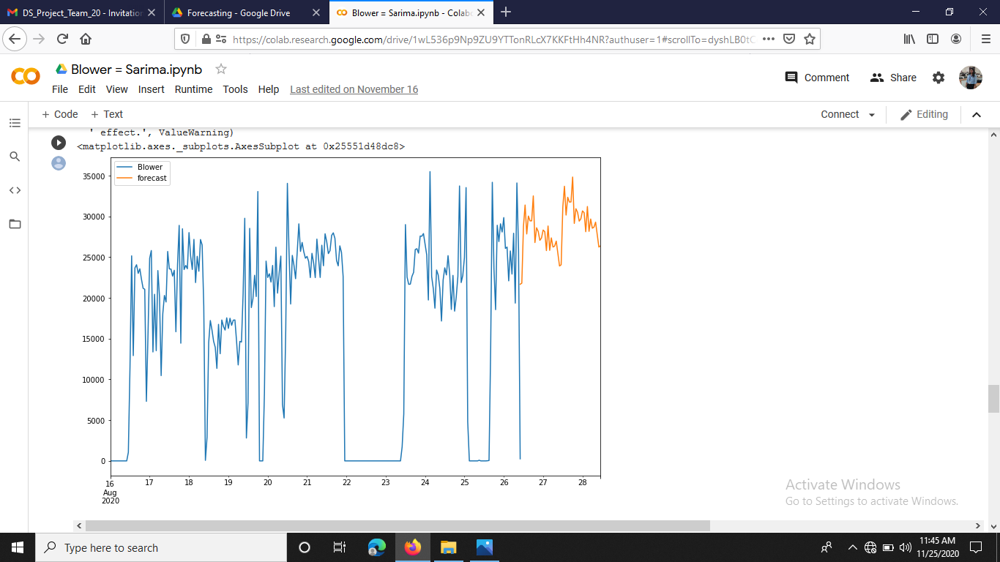 DS_Project_Team_20 - Invitation
Forecasting - Google Drive
Blower = Sarima.ipynb - Colab
https://colab.research.google.com/drive/1wL536p9Np9ZU9YTTonRLcX7KKFtHh4NR?authuser=1#scrollTo=dyshLB0tC
Blower = Sarima.ipynb
Comment
Share
File Edit View Insert Runtime Tools Help Last edited on November 16
+ Code + Text
Connect
Editing
' effect.', ValueWarning)
<matplotlib.axes._subplots.AxesSubplot at 0x25551d48dc8>
Blower
forecast
35000
30000
25000
20000
15000
10000
5000
0
16 17 18 19 20 21 22 23 24 25 26 27 28
Aug
2020
Activate Windows
Go to Settings to activate Windows.
Type here to search
11:45 AM
11/25/2020